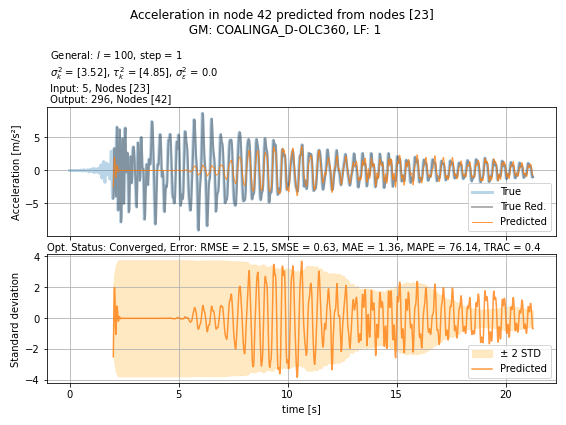 Acceleration in node 42 predicted from nodes [23]
GM: COALINGA_D-OLC360, LF: 1
General: l = 100, step = 1
σ²ₖ = [3.52], τ²ₖ = [4.85], σ²ε = 0.0
Input: 5, Nodes [23]
Output: 296, Nodes [42]
Acceleration [m/s²]
5
0
−5
True
True Red.
Predicted
Opt. Status: Converged, Error: RMSE = 2.15, SMSE = 0.63, MAE = 1.36, MAPE = 76.14, TRAC = 0.4
Standard deviation
4
2
0
−2
−4
± 2 STD
Predicted
0 5 10 15 20
time [s]